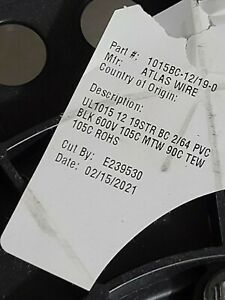 Part #: 1015BC-12/19-0
Mfr: ATLAS WIRE
Country of Origin:
Description:
UL1015 12 19STR BC 2/64 PVC
BLK 600V 105C MTW 90C TEW
105C ROHS
Cut By: E239530
Date: 02/15/2021